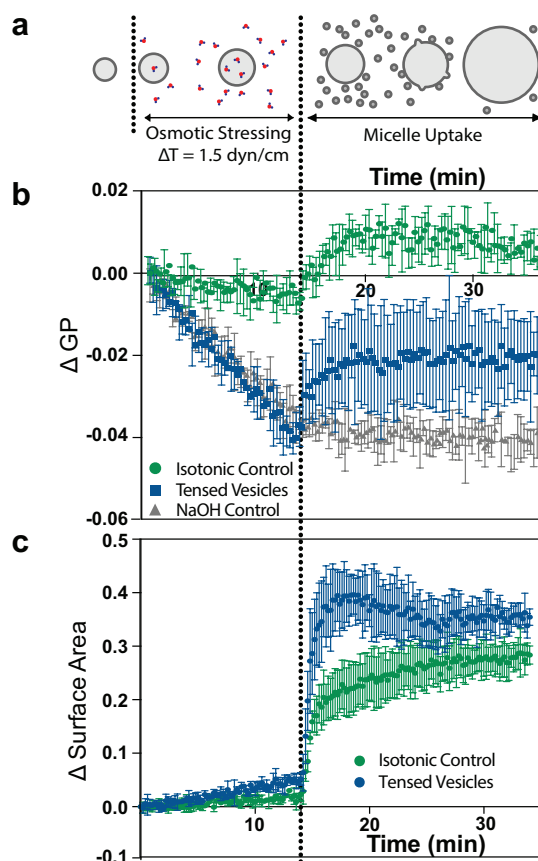 a
Osmotic Stressing
ΔT = 1.5 dyn/cm
Micelle Uptake
b
Time (min)
0.02
0.00
-0.02
-0.04
-0.06
10
20
30
Δ GP
Isotonic Control
Tensed Vesicles
NaOH Control
c
0.5
0.4
0.3
0.2
0.1
0.0
-0.1
Δ Surface Area
Isotonic Control
Tensed Vesicles
10
20
30
Time (min)